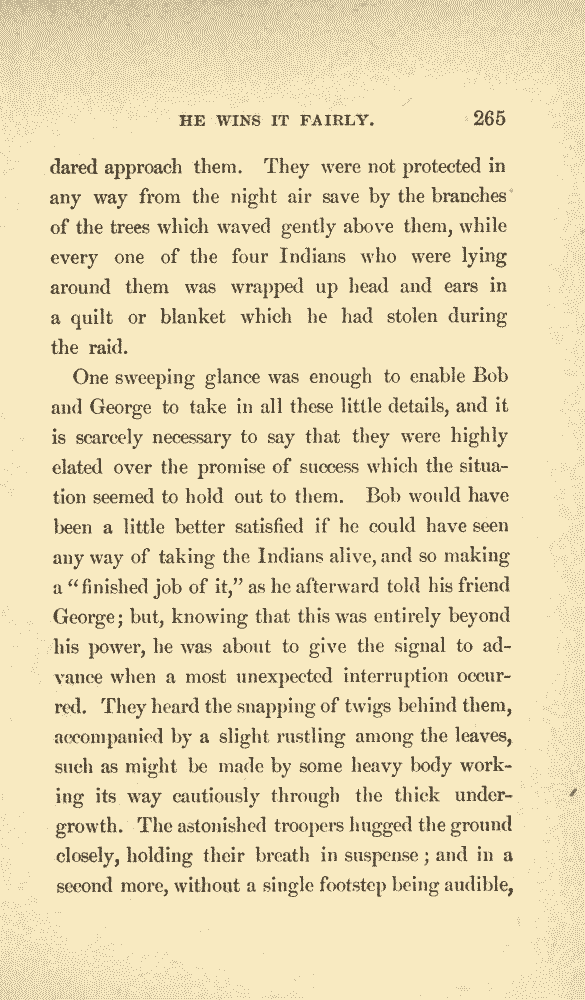 HE WINS IT FAIRLY. 265
dared approach them. They were not protected in
any way from the night air save by the branches
of the trees which waved gently above them, while
every one of the four Indians who were lying
around them was wrapped up head and ears in
a quilt or blanket which he had stolen during
the raid.
One sweeping glance was enough to enable Bob
and George to take in all these little details, and it
is scarcely necessary to say that they were highly
elated over the promise of success which the situa-
tion seemed to hold out to them. Bob would have
been a little better satisfied if he could have seen
any way of taking the Indians alive, and so making
a “finished job of it,” as he afterward told his friend
George; but, knowing that this was entirely beyond
his power, he was about to give the signal to ad-
vance when a most unexpected interruption occur-
red. They heard the snapping of twigs behind them,
accompanied by a slight rustling among the leaves,
such as might be made by some heavy body work-
ing its way cautiously through the thick under-
growth. The astonished troopers hugged the ground
closely, holding their breath in suspense; and in a
second more, without a single footstep being audible,